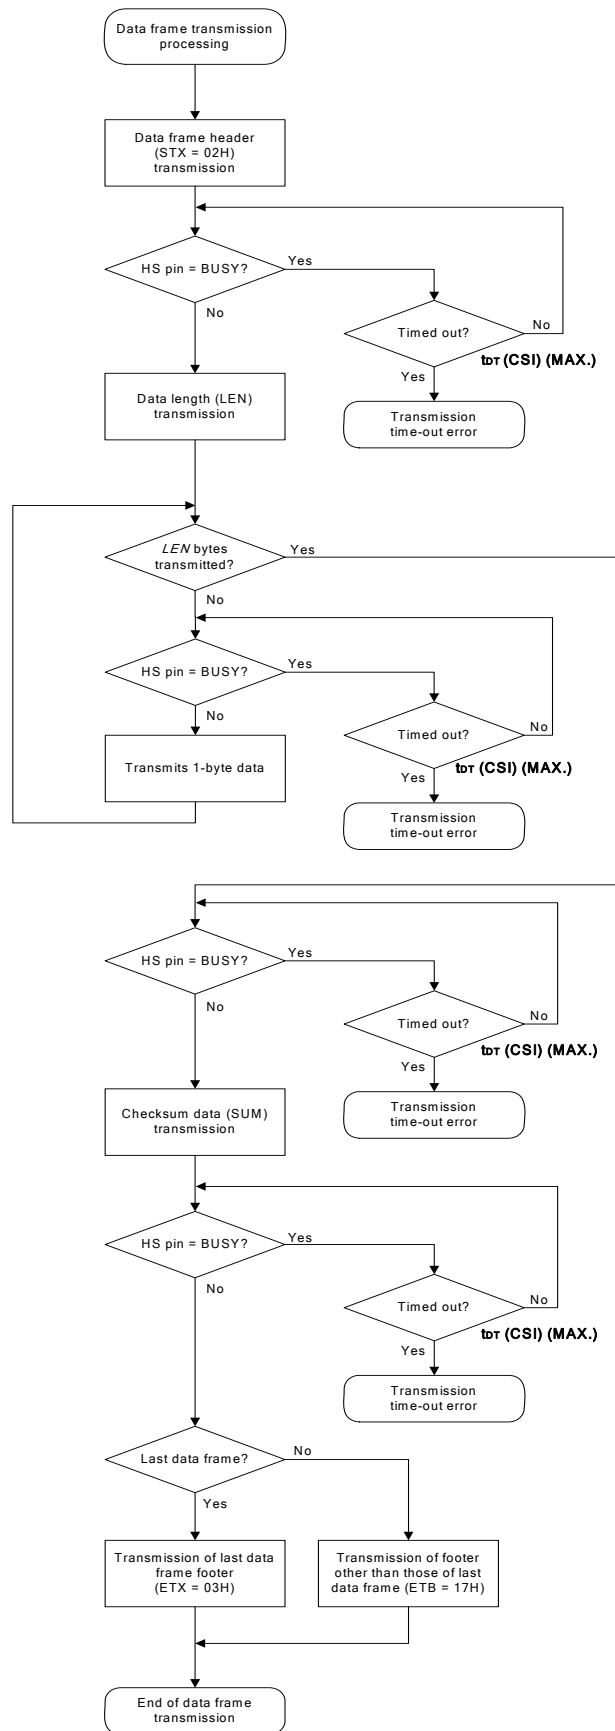 Data frame transmission
processing
Data frame header
(STX = 02H)
transmission
HS pin = BUSY?
Yes
No
Timed out?
No
tDT (CSI) (MAX.)
Yes
Data length (LEN)
transmission
Transmission
time-out error
LEN bytes
transmitted?
Yes
No
HS pin = BUSY?
Yes
No
Timed out?
No
tDT (CSI) (MAX.)
Yes
Transmits 1-byte data
Transmission
time-out error
HS pin = BUSY?
Yes
No
Timed out?
No
tDT (CSI) (MAX.)
Yes
Checksum data (SUM)
transmission
Transmission
time-out error
HS pin = BUSY?
Yes
No
Timed out?
No
tDT (CSI) (MAX.)
Yes
Transmission
time-out error
Last data frame?
No
Yes
Transmission of last data
frame footer
(ETX = 03H)
Transmission of footer
other than those of last
data frame (ETB = 17H)
End of data frame
transmission